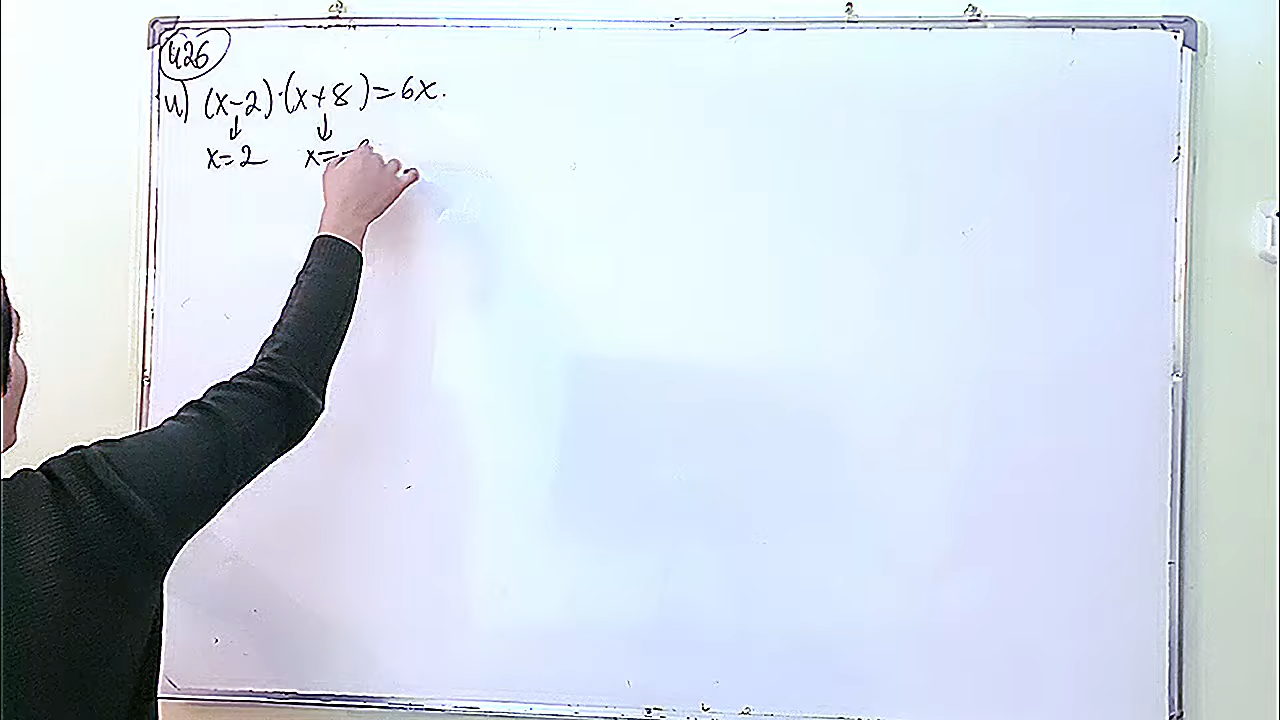 426
и) (x-2)·(x+8)=6x.
↓ ↓
x=2 x=-